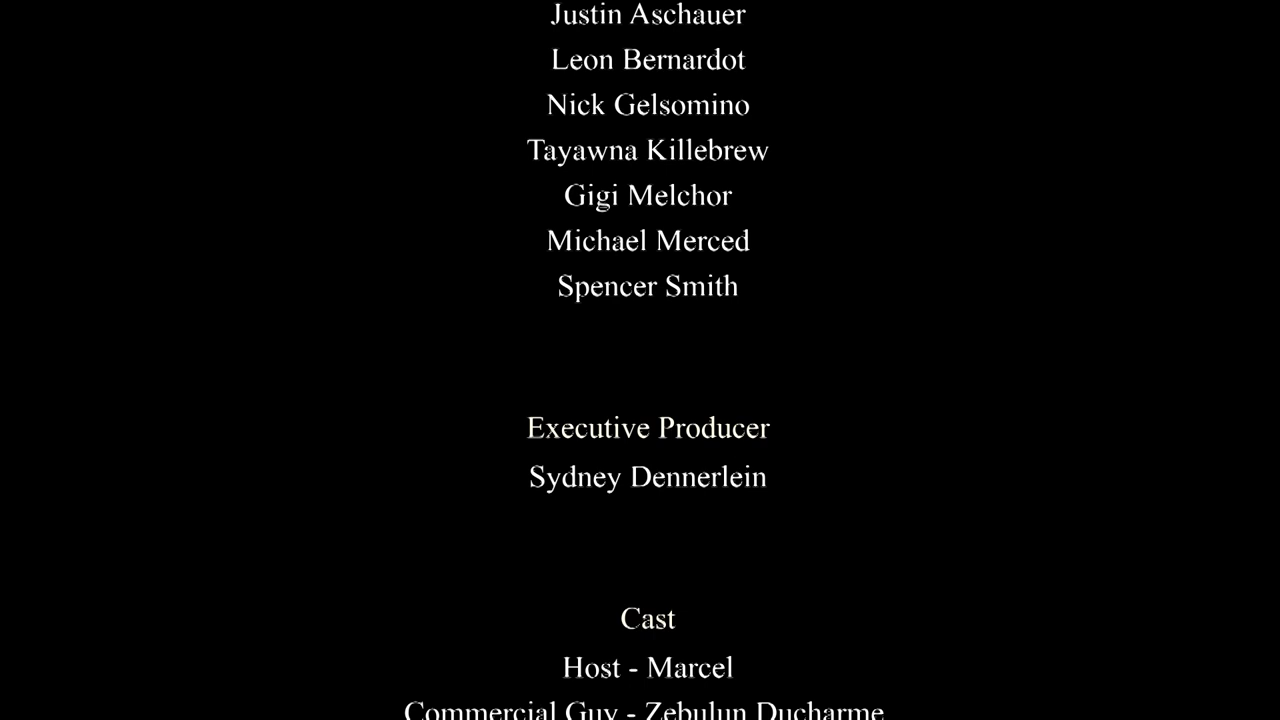 Justin Aschauer
Leon Bernardot
Nick Gelsomino
Tayawna Killebrew
Gigi Melchor
Michael Merced
Spencer Smith
Executive Producer
Sydney Dennerlein
Cast
Host - Marcel
Commercial Guy - Zebulun Ducharme